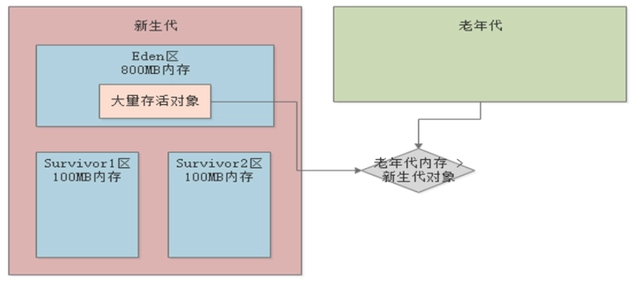 新生代
老年代
Eden区
800MB内存
大量存活对象
Survivor1区
100MB内存
Survivor2区
100MB内存
老年代内存 >
新生代对象